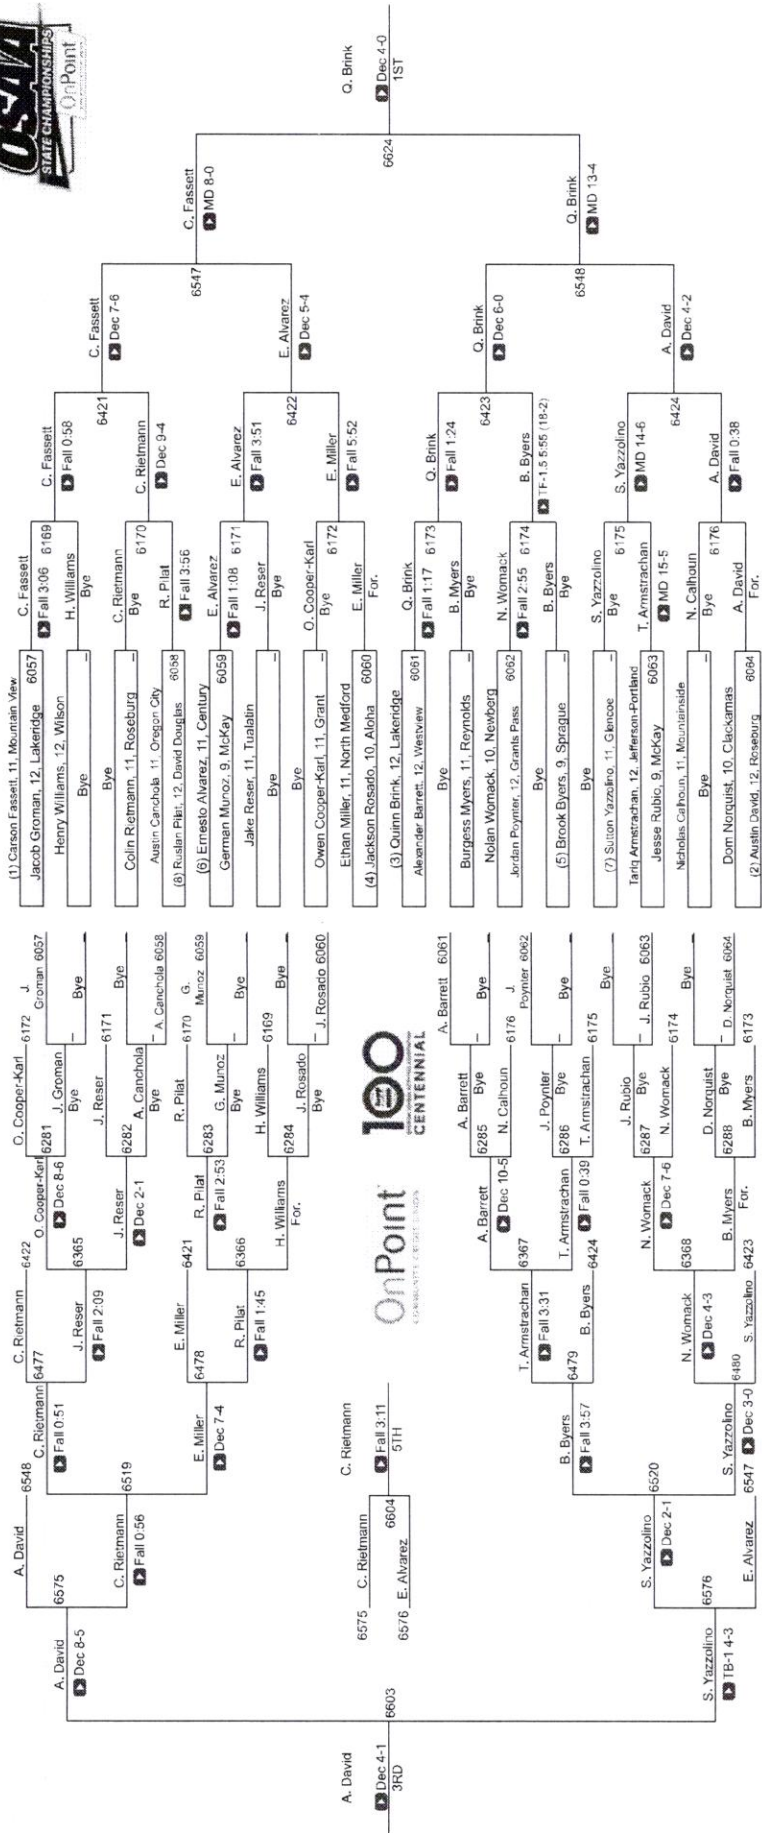 OSAA
STATE CHAMPIONSHIPS
OnPoint
(1) Carson Fassett, 11, Mountain View
Jacob Groman, 12, Lakeridge 6057
Henry Williams, 12, Wilson
Bye
Bye
Colin Rietmann, 11, Roseburg
Austin Canchola 11, Oregon City
(8) Ruslan Pilat, 12, David Douglas 6058
(6) Ernesto Alvarez, 11, Century
German Munoz, 9, McKay 6059
Jake Reser, 11, Tualatin
Bye
Bye
Owen Cooper-Karl, 11, Grant
Ethan Miller, 11, North Medford
(4) Jackson Rosado, 10, Aloha 6060
(3) Quinn Brink, 12, Lakeridge
Alexander Barrett, 12, Westview 6061
Burgess Myers, 11, Reynolds
Bye
Nolan Womack, 10, Newberg
Jordan Poynter, 12, Grants Pass 6062
Bye
(5) Brook Byers, 9, Sprague
(7) Sutton Yazzolino, 11, Glencoe
Bye
Tariq Armstrachan, 12, Jefferson-Portland
Jesse Rubio, 9, McKay 6063
Nicholas Calhoun, 11, Mountainside
Bye
Dom Norquist, 10, Clackamas
(2) Austin David, 12, Roseburg 6064
C. Fassett
Fall 3:06 6169
H. Williams
Bye
C. Rietmann
Bye 6170
R. Pilat
Fall 3:56
E. Alvarez
Fall 1:08 6171
J. Reser
Bye
O. Cooper-Karl
Bye 6172
E. Miller
For.
Q. Brink
Fall 1:17 6173
B. Myers
Bye
N. Womack
Fall 2:55 6174
B. Byers
Bye
S. Yazzolino
Bye 6175
T. Armstrachan
MD 15-5
N. Calhoun
Bye 6176
A. David
For.
C. Fassett
Fall 0:58
6421
C. Rietmann
Dec 9-4
E. Alvarez
Fall 3:51
6422
E. Miller
Fall 5:52
Q. Brink
Fall 1:24
6423
B. Byers
TF-1.5 5:55 (18-2)
S. Yazzolino
MD 14-6
6424
A. David
Fall 0:38
C. Fassett
Dec 7-6
6547
E. Alvarez
Dec 5-4
Q. Brink
Dec 6-0
6548
A. David
Dec 4-2
C. Fassett
MD 8-0
6624
Q. Brink
MD 13-4
Q. Brink
Dec 4-0
1ST
J.
Groman 6057
Bye
Bye
A. Canchola 6058
G.
Munoz 6059
Bye
Bye
J. Rosado 6060
A. Barrett 6061
Bye
J.
Poynter 6062
Bye
Bye
J. Rubio 6063
Bye
D. Norquist 6064
O. Cooper-Karl 6172
6281 J. Groman
Bye
J. Reser 6171
6282 A. Canchola
Bye
R. Pilat 6170
6283 G. Munoz
Bye
H. Williams 6169
6284 J. Rosado
Bye
A. Barrett
6285 Bye
N. Calhoun 6176
J. Poynter
6286 Bye
T. Armstrachan 6175
J. Rubio
6287 Bye
N. Womack 6174
D. Norquist
6288 Bye
B. Myers 6173
O. Cooper-Karl
Dec 8-6
6365
J. Reser
Dec 2-1
R. Pilat
Fall 2:53
6366
H. Williams
For.
A. Barrett
Dec 10-5
6367
T. Armstrachan
Fall 0:39
N. Womack
Dec 7-6
6368
B. Myers
For.
C. Rietmann 6422
6477
J. Reser
Fall 2:09
E. Miller 6421
6478
R. Pilat
Fall 1:45
T. Armstrachan
Fall 3:31
6479
B. Byers 6424
N. Womack
Dec 4-3
6480
S. Yazzolino 6423
C. Rietmann
Fall 0:51
6519
E. Miller
Dec 7-4
B. Byers
Fall 3:57
6520
S. Yazzolino
Dec 3-0
A. David 6548
6575
C. Rietmann
Fall 0:56
S. Yazzolino
Dec 2-1
6576
E. Alvarez 6547
A. David
Dec 8-5
6603
S. Yazzolino
TB-1 4-3
A. David
Dec 4-1
3RD
6575 C. Rietmann
6576 E. Alvarez
6604
C. Rietmann
Fall 3:11
5TH
OnPoint
COMMUNITY CREDIT UNION
100
CENTENNIAL